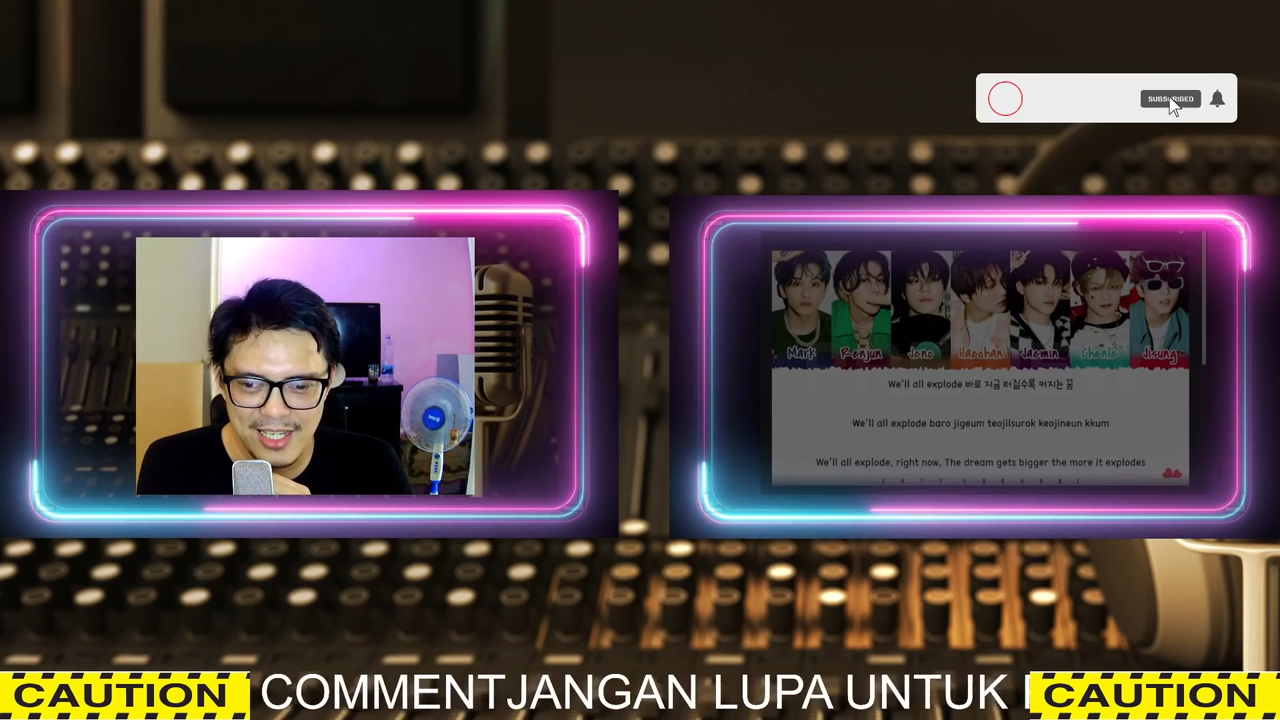 SUBSCRIBED
Mark Renjun Jeno Haechan Jaemin Chenle Jisung
We'll all explode 바로 지금 터질수록 커지는 꿈
We'll all explode baro jigeum teojilsurok keojineun kkum
We'll all explode, right now, The dream gets bigger the more it explodes
CAUTION COMMENT JANGAN LUPA UNTUK CAUTION